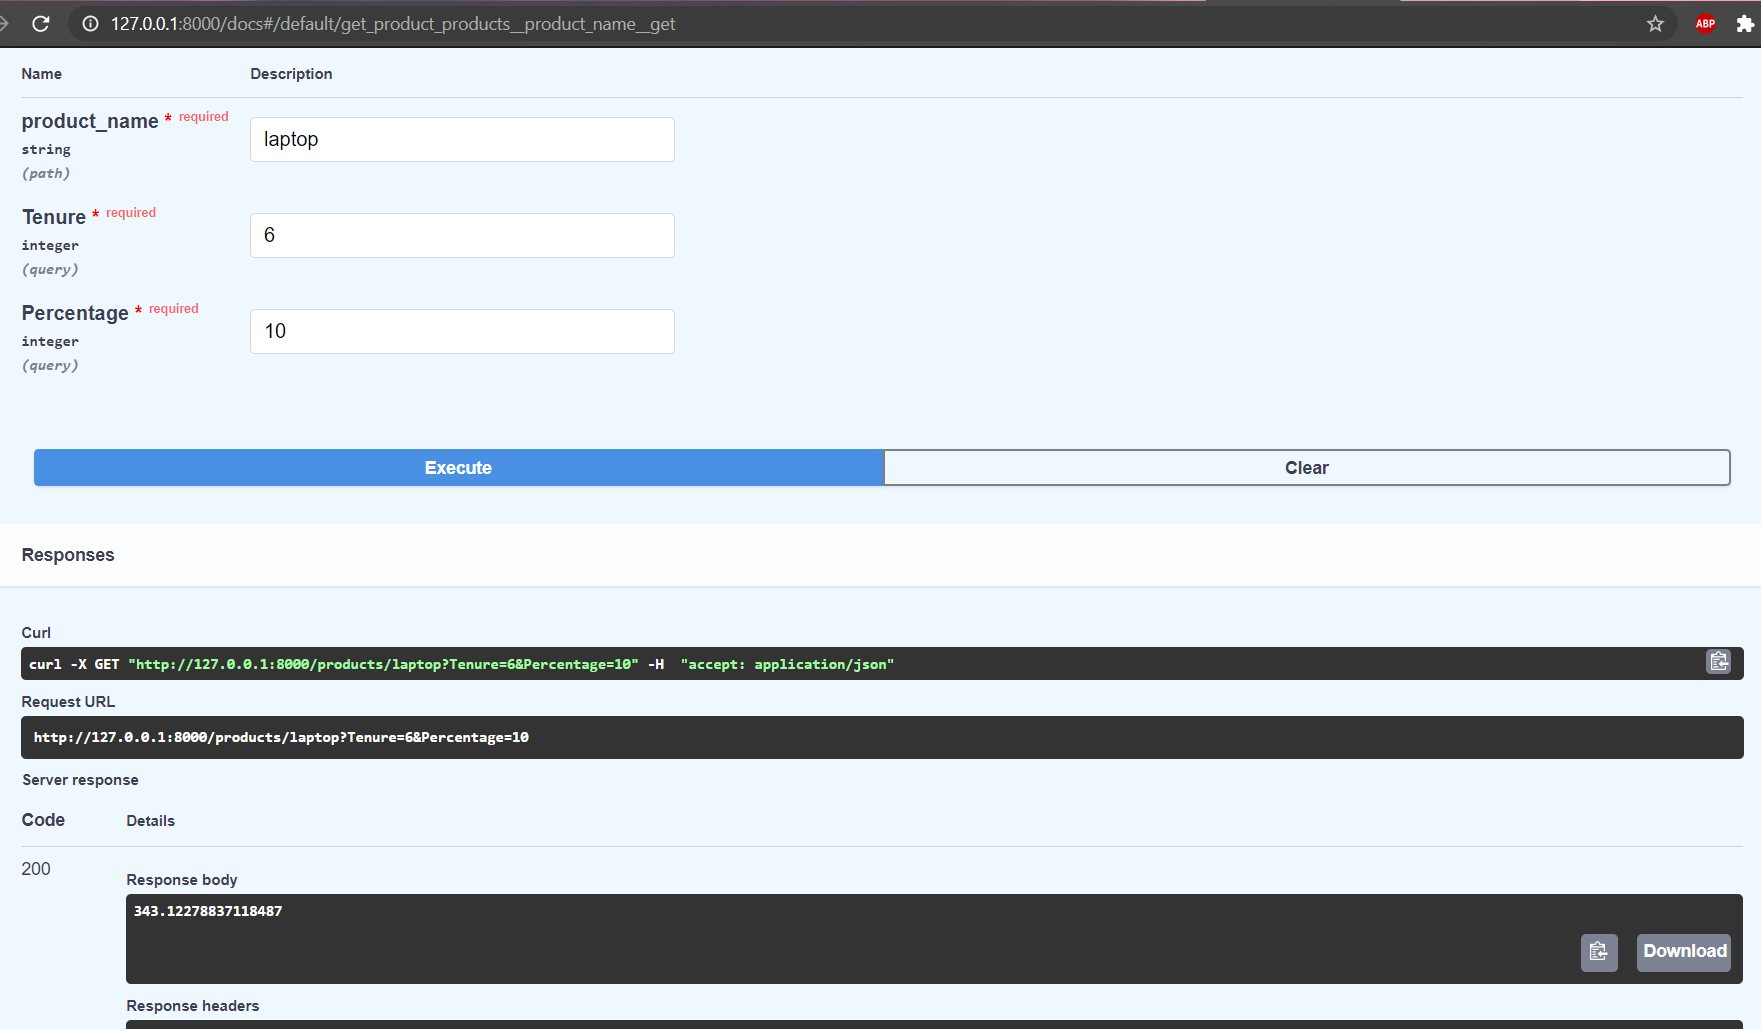 127.0.0.1:8000/docs#/default/get_product_products__product_name__get
ABP
Name Description
product_name * required
laptop
string
(path)
Tenure * required
6
integer
(query)
Percentage * required
10
integer
(query)
Execute Clear
Responses
Curl
curl -X GET "http://127.0.0.1:8000/products/laptop?Tenure=6&Percentage=10" -H  "accept: application/json"
Request URL
http://127.0.0.1:8000/products/laptop?Tenure=6&Percentage=10
Server response
Code Details
200
Response body
343.12278837118487
Download
Response headers